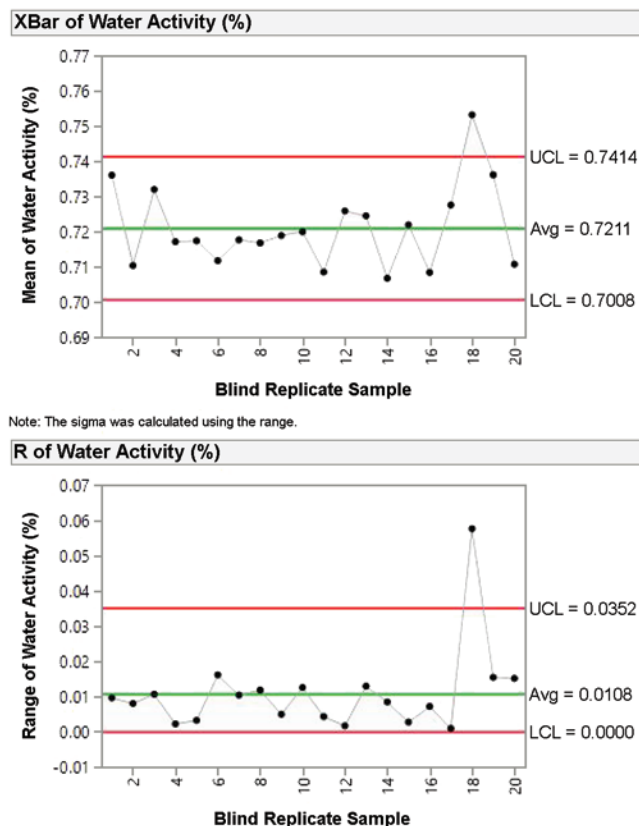 XBar of Water Activity (%)
0.77
0.76
0.75
0.74
0.73
0.72
0.71
0.70
0.69
Mean of Water Activity (%)
UCL = 0.7414
Avg = 0.7211
LCL = 0.7008
2 4 6 8 10 12 14 16 18 20
Blind Replicate Sample
Note: The sigma was calculated using the range.
R of Water Activity (%)
0.07
0.06
0.05
0.04
0.03
0.02
0.01
0.00
-0.01
Range of Water Activity (%)
UCL = 0.0352
Avg = 0.0108
LCL = 0.0000
2 4 6 8 10 12 14 16 18 20
Blind Replicate Sample